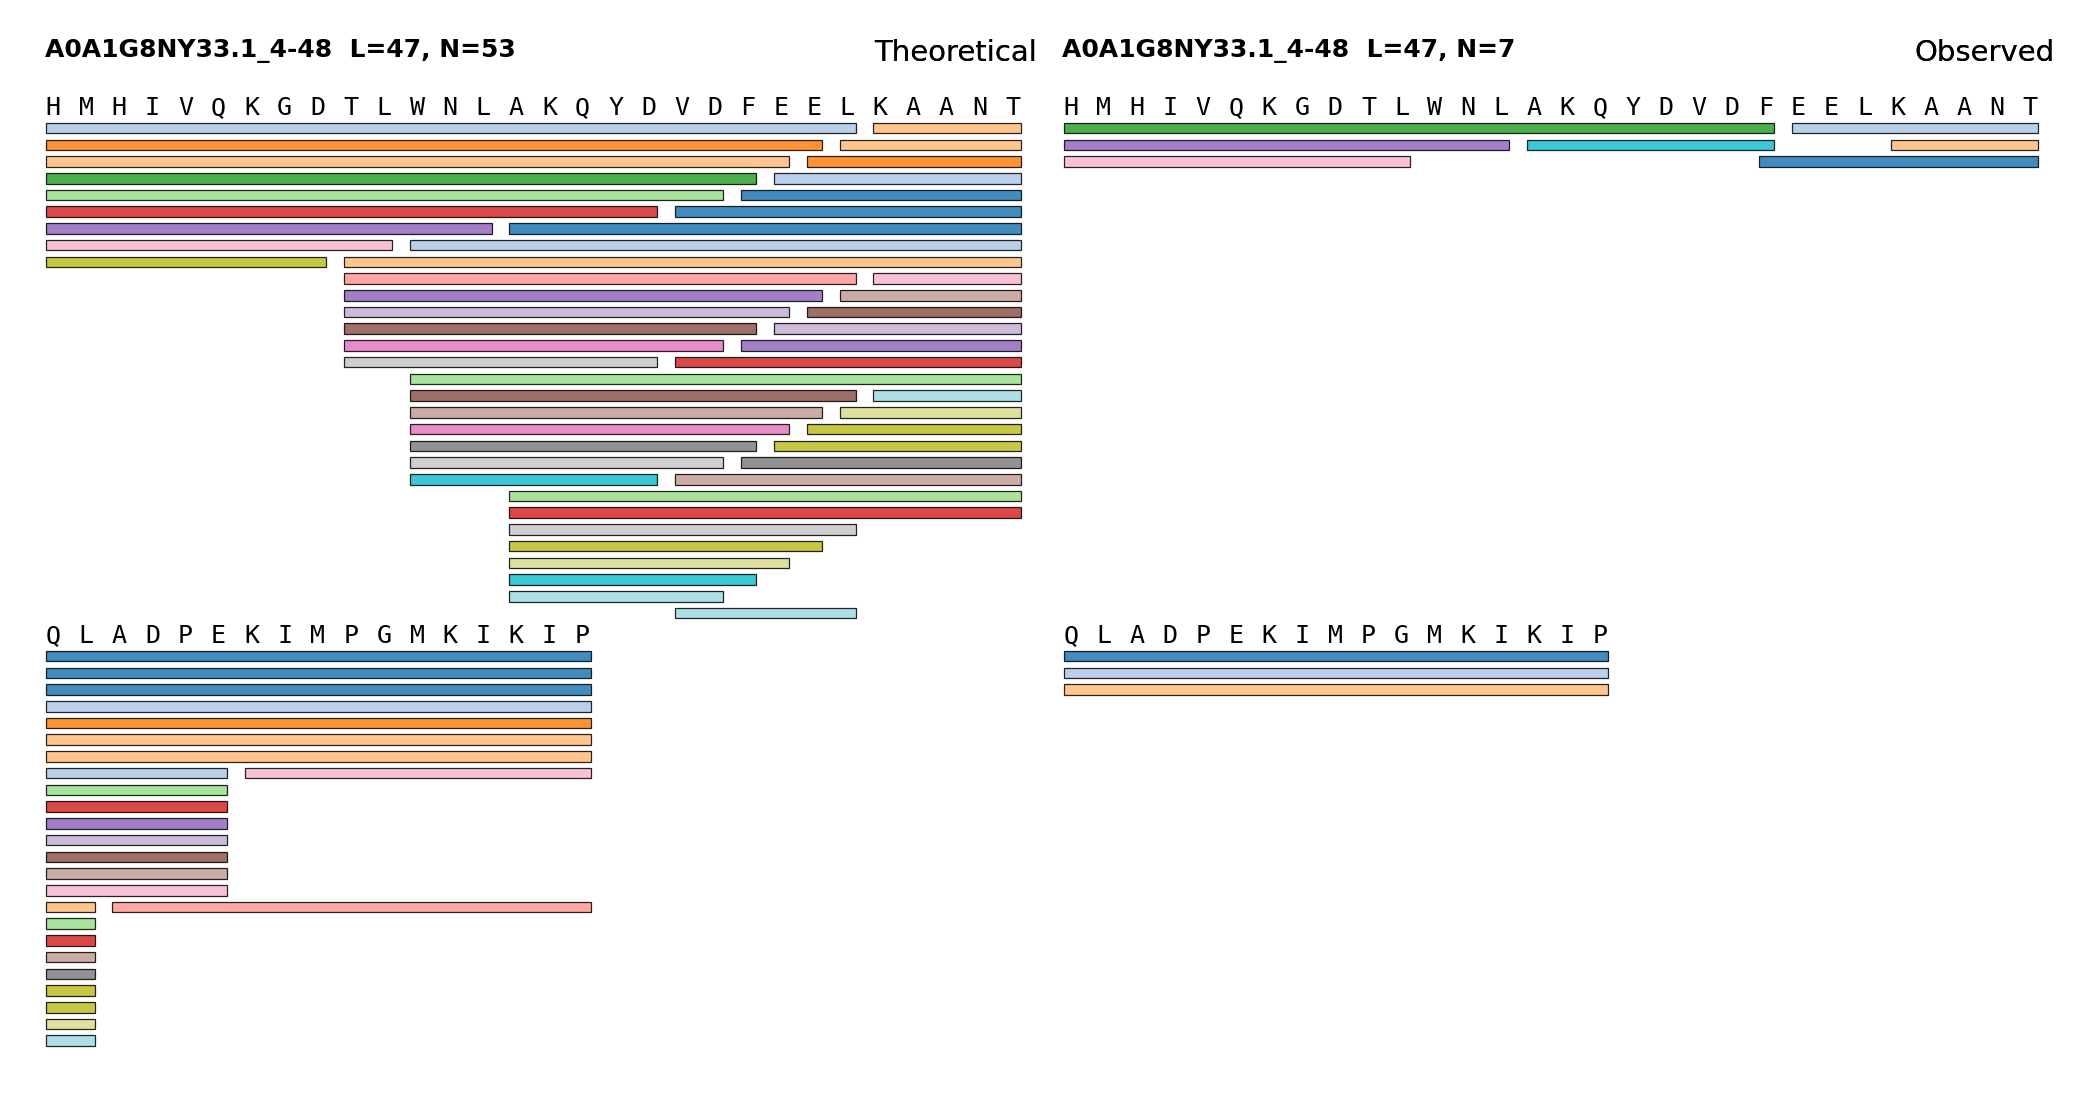 A0A1G8NY33.1_4-48 L=47, N=53 Theoretical
H M H I V Q K G D T L W N L A K Q Y D V D F E E L K A A N T
Q L A D P E K I M P G M K I K I P
A0A1G8NY33.1_4-48 L=47, N=7 Observed
H M H I V Q K G D T L W N L A K Q Y D V D F E E L K A A N T
Q L A D P E K I M P G M K I K I P